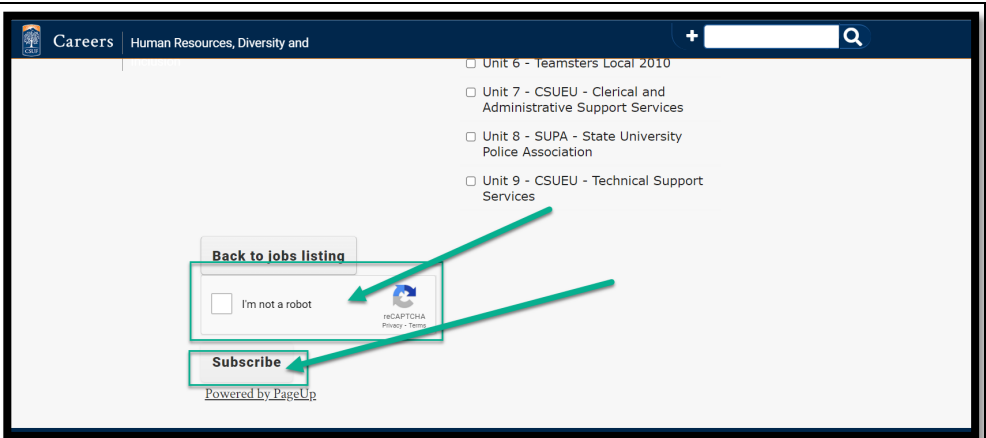 CSUF
Careers Human Resources, Diversity and
Unit 6 - Teamsters Local 2010
Unit 7 - CSUEU - Clerical and
Administrative Support Services
Unit 8 - SUPA - State University
Police Association
Unit 9 - CSUEU - Technical Support
Services
Back to jobs listing
I'm not a robot
reCAPTCHA
Privacy - Terms
Subscribe
Powered by PageUp